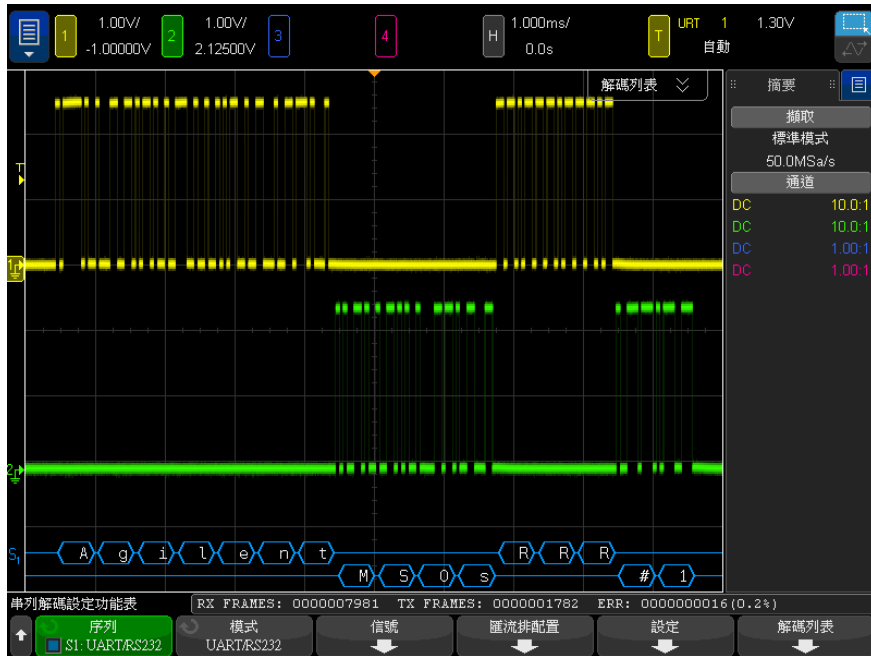 1 1.00V/ 2 1.00V/ 3 4 H 1.000ms/ T URT 1 1.30V
-1.00000V 2.12500V 0.0s 自動
解碼列表 摘要
擷取
標準模式
50.0MSa/s
通道
DC 10.0:1
DC 10.0:1
DC 1.00:1
DC 1.00:1
T
1
2
S1 A g i l e n t R R R
M S O s # 1
串列解碼設定功能表 RX FRAMES: 0000007981 TX FRAMES: 0000001782 ERR: 0000000016(0.2%)
序列 模式 信號 匯流排配置 設定 解碼列表
S1: UART/RS232 UART/RS232